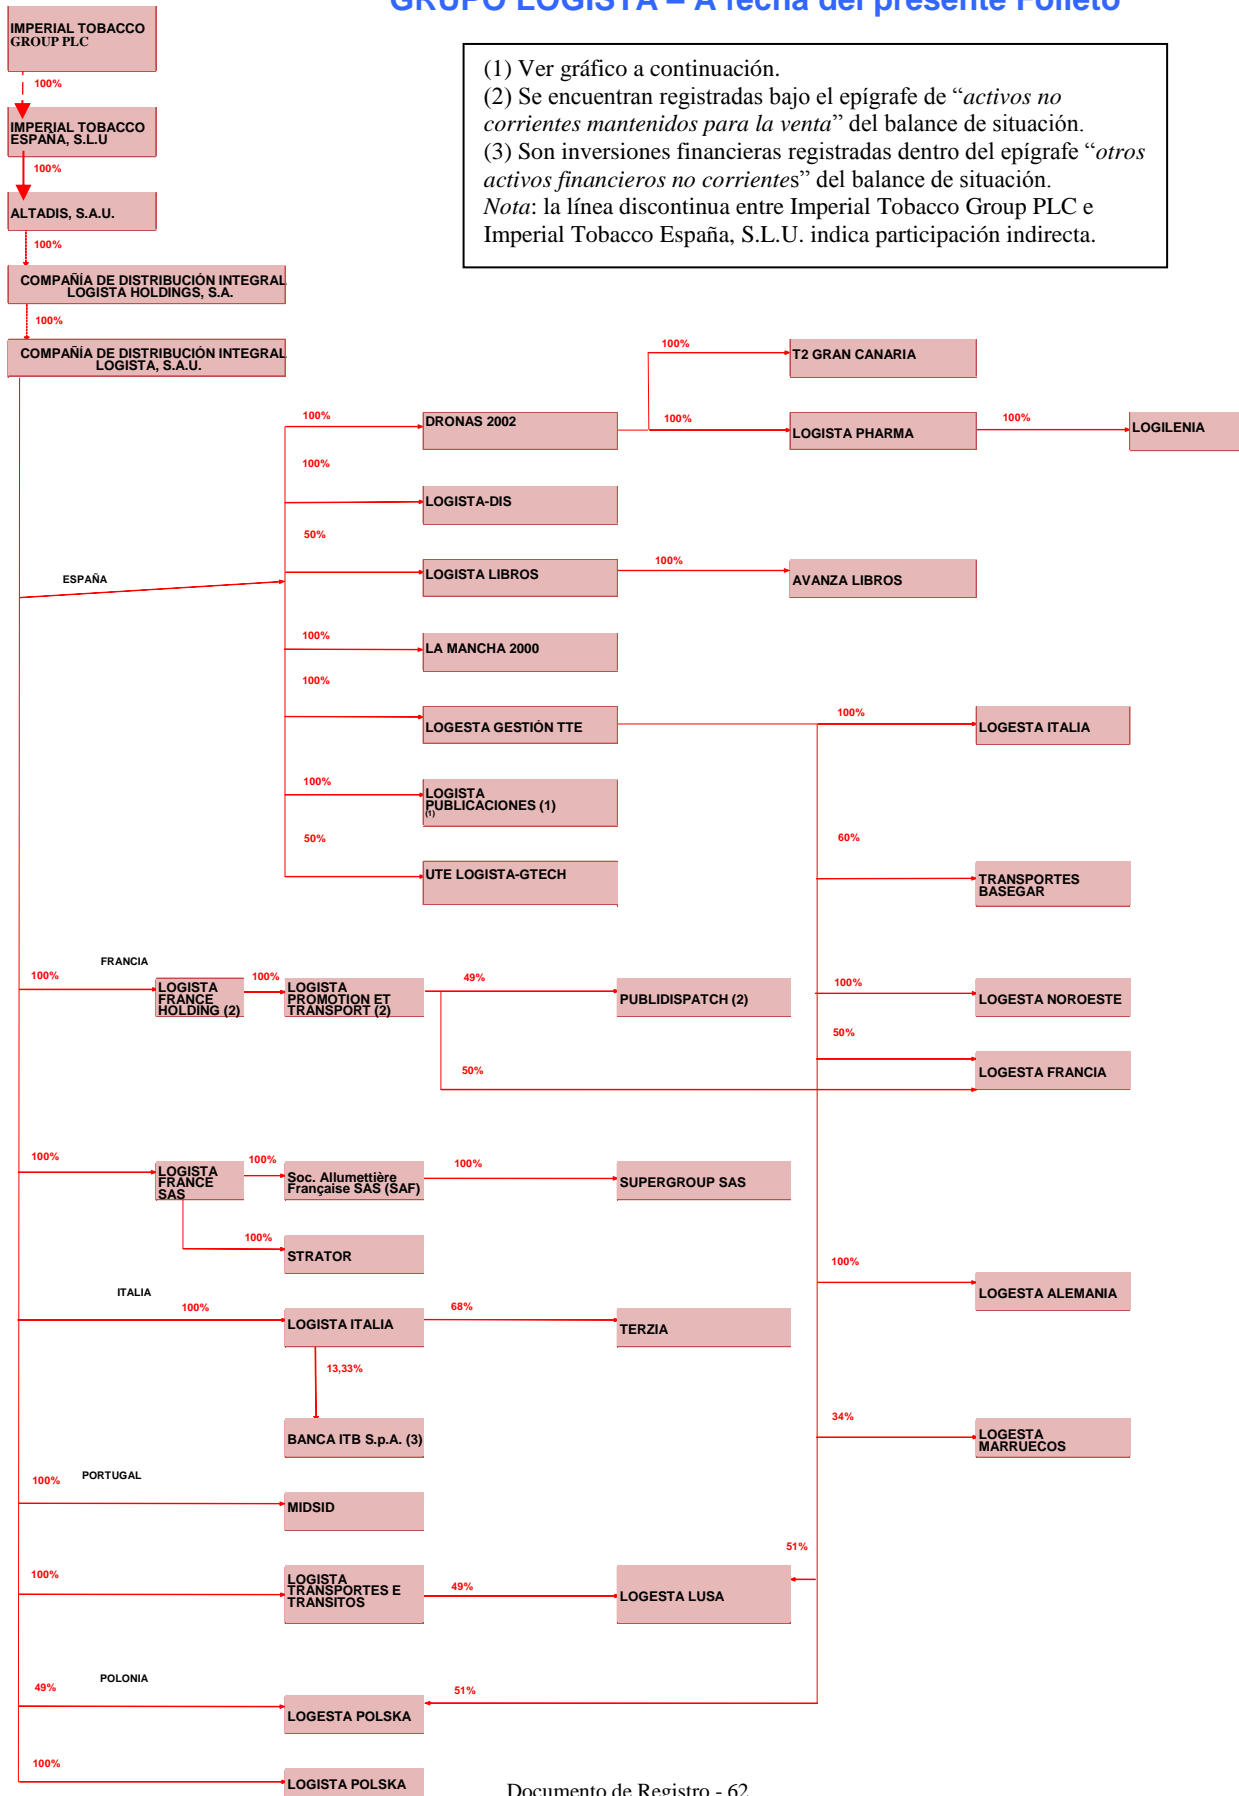 GRUPO LOGISTA – A fecha del presente Folleto
IMPERIAL TOBACCO
GROUP PLC
100%
IMPERIAL TOBACCO
ESPAÑA, S.L.U
100%
ALTADIS, S.A.U.
100%
COMPAÑÍA DE DISTRIBUCIÓN INTEGRAL
LOGISTA HOLDINGS, S.A.
100%
COMPAÑÍA DE DISTRIBUCIÓN INTEGRAL
LOGISTA, S.A.U.
(1) Ver gráfico a continuación.
(2) Se encuentran registradas bajo el epígrafe de “activos no
corrientes mantenidos para la venta” del balance de situación.
(3) Son inversiones financieras registradas dentro del epígrafe “otros
activos financieros no corrientes” del balance de situación.
Nota: la línea discontinua entre Imperial Tobacco Group PLC e
Imperial Tobacco España, S.L.U. indica participación indirecta.
ESPAÑA
100%
DRONAS 2002
100%
T2 GRAN CANARIA
100%
LOGISTA PHARMA
100%
LOGILENIA
100%
LOGISTA-DIS
50%
LOGISTA LIBROS
100%
AVANZA LIBROS
100%
LA MANCHA 2000
100%
LOGESTA GESTIÓN TTE
100%
LOGESTA ITALIA
100%
LOGISTA
PUBLICACIONES (1)
(1)
50%
UTE LOGISTA-GTECH
60%
TRANSPORTES
BASEGAR
FRANCIA
100%
LOGISTA
FRANCE
HOLDING (2)
100%
LOGISTA
PROMOTION ET
TRANSPORT (2)
49%
PUBLIDISPATCH (2)
100%
LOGESTA NOROESTE
50%
50%
LOGESTA FRANCIA
100%
LOGISTA
FRANCE
SAS
100%
Soc. Allumettière
Française SAS (SAF)
100%
SUPERGROUP SAS
100%
STRATOR
100%
LOGESTA ALEMANIA
ITALIA
100%
LOGISTA ITALIA
68%
TERZIA
13,33%
BANCA ITB S.p.A. (3)
34%
LOGESTA
MARRUECOS
PORTUGAL
100%
MIDSID
100%
LOGISTA
TRANSPORTES E
TRANSITOS
49%
LOGESTA LUSA
51%
POLONIA
49%
LOGESTA POLSKA
51%
100%
LOGISTA POLSKA
Documento de Registro - 62